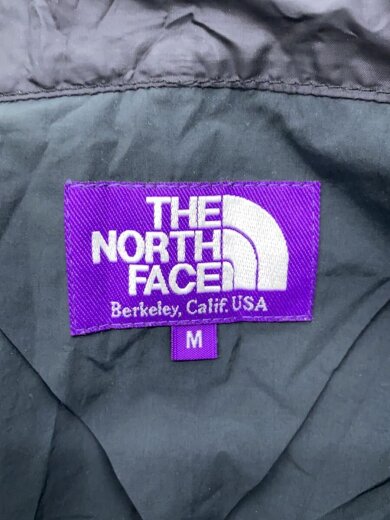 THE
NORTH
FACE
Berkeley, Calif. USA
M